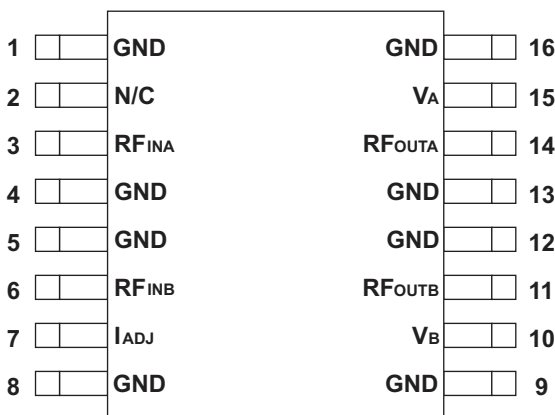 1 GND GND 16
2 N/C VA 15
3 RFINA RFOUTA 14
4 GND GND 13
5 GND GND 12
6 RFINB RFOUTB 11
7 IADJ VB 10
8 GND GND 9